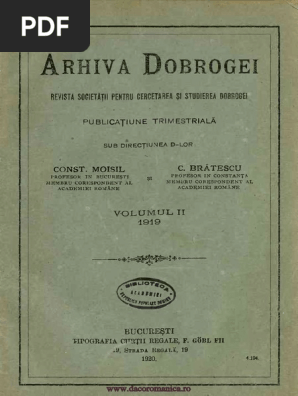 PDF
ARHIVA DOBROGEI
REVISTA SOCIETĂȚII PENTRU CERCETAREA ȘI STUDIEREA DOBROGEI
PUBLICAȚIUNE TRIMESTRIALĂ
SUB DIRECȚIUNEA D-LOR
CONST. MOISIL
PROFESOR IN BUCUREȘTI
MEMBRU CORESPONDENT AL
ACADEMIEI ROMÂNE
și
C. BRĂTESCU
PROFESOR IN CONSTANȚA
MEMBRU CORESPONDENT AL
ACADEMIEI ROMÂNE
VOLUMUL II
1919
BIBLIOTECA
ACADEMIEI
BUCUREȘTI
TIPOGRAFIA CURȚII REGALE, F. GÖBL FII
STRADA REGALĂ, 19
1920.
www.dacoromanica.ro